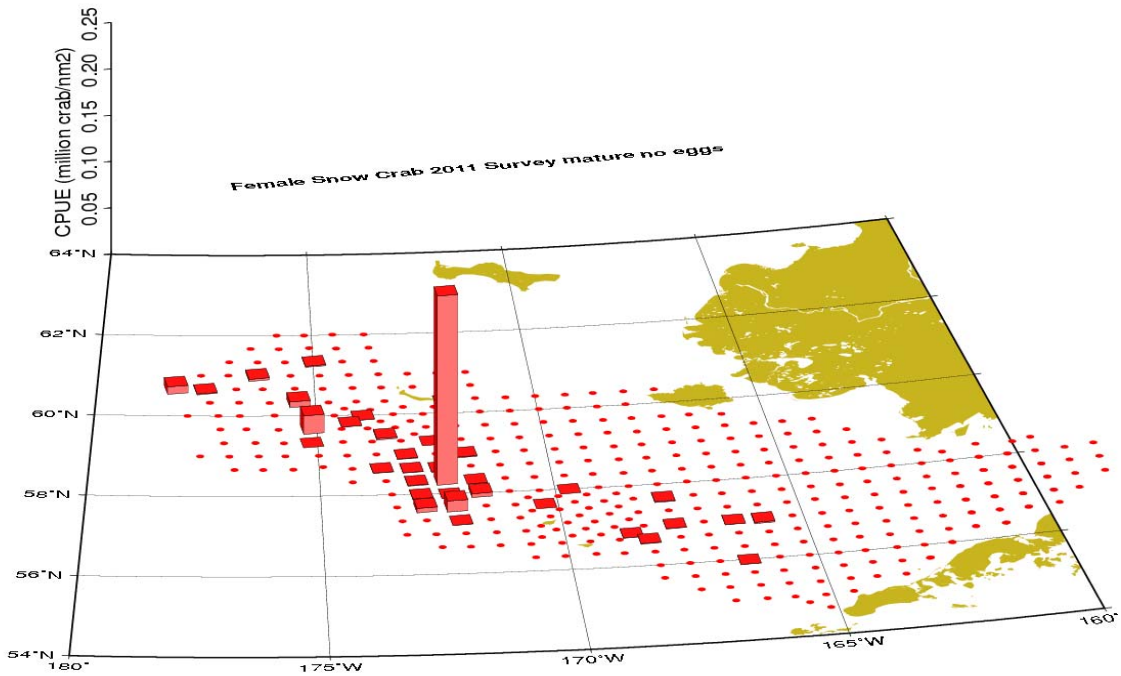 0.25
0.20
0.15
0.10
0.05
CPUE (million crab/nm2)
Female Snow Crab 2011 Survey mature no eggs
64°N
62°N
60°N
58°N
56°N
54°N
180°
175°W
170°W
165°W
160°